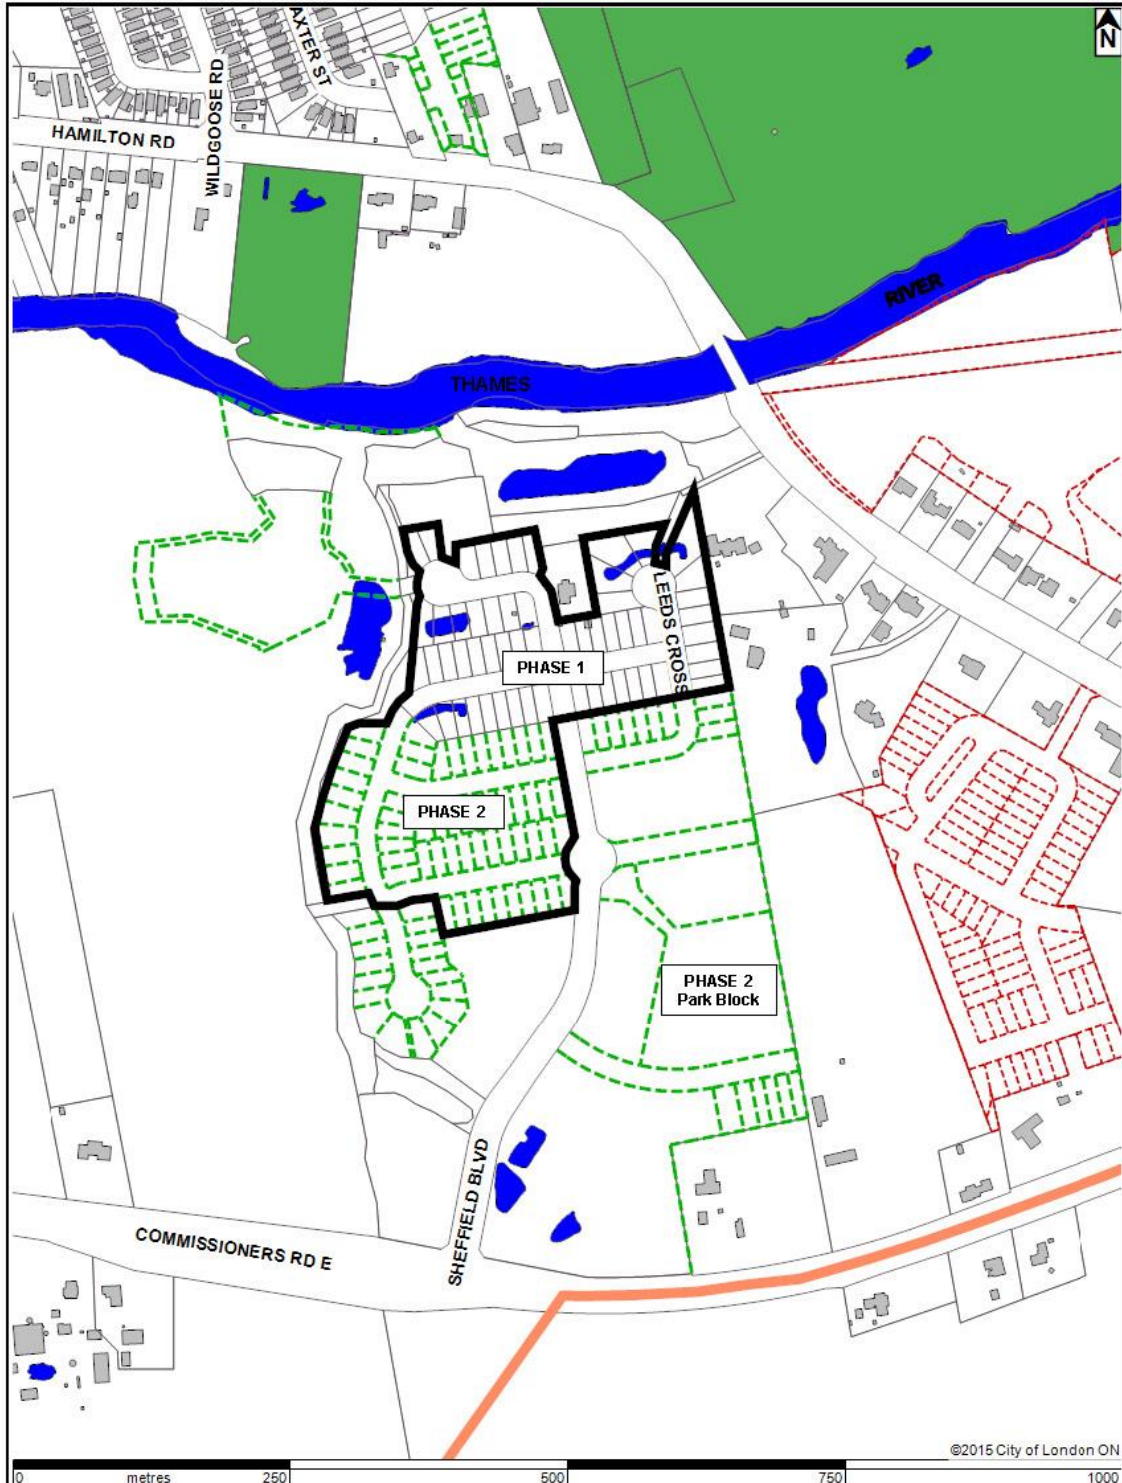 N
AXTER ST
WILDGOOSE RD
HAMILTON RD
RIVER
THAMES
LEEDS CROSS
PHASE 1
PHASE 2
PHASE 2
Park Block
SHEFFIELD BLVD
COMMISSIONERS RD E
©2015 City of London ON
0 metres 250 500 750 1000